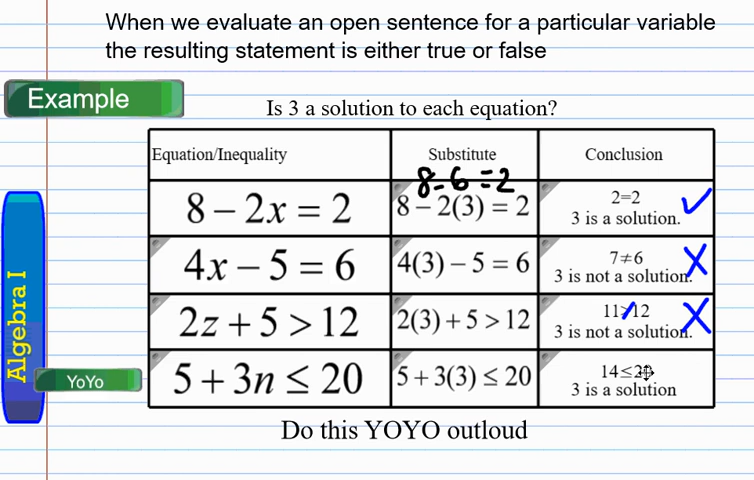 When we evaluate an open sentence for a particular variable
the resulting statement is either true or false
Example
Is 3 a solution to each equation?
Equation/Inequality Substitute Conclusion
8-6=2
8 − 2x = 2 8 − 2(3) = 2 2=2
3 is a solution.
4x − 5 = 6 4(3) − 5 = 6 7≠6
3 is not a solution.
2z + 5 > 12 2(3) + 5 > 12 11≯12
3 is not a solution.
5 + 3n ≤ 20 5 + 3(3) ≤ 20 14≤20
3 is a solution
Algebra I
YoYo
Do this YOYO outloud